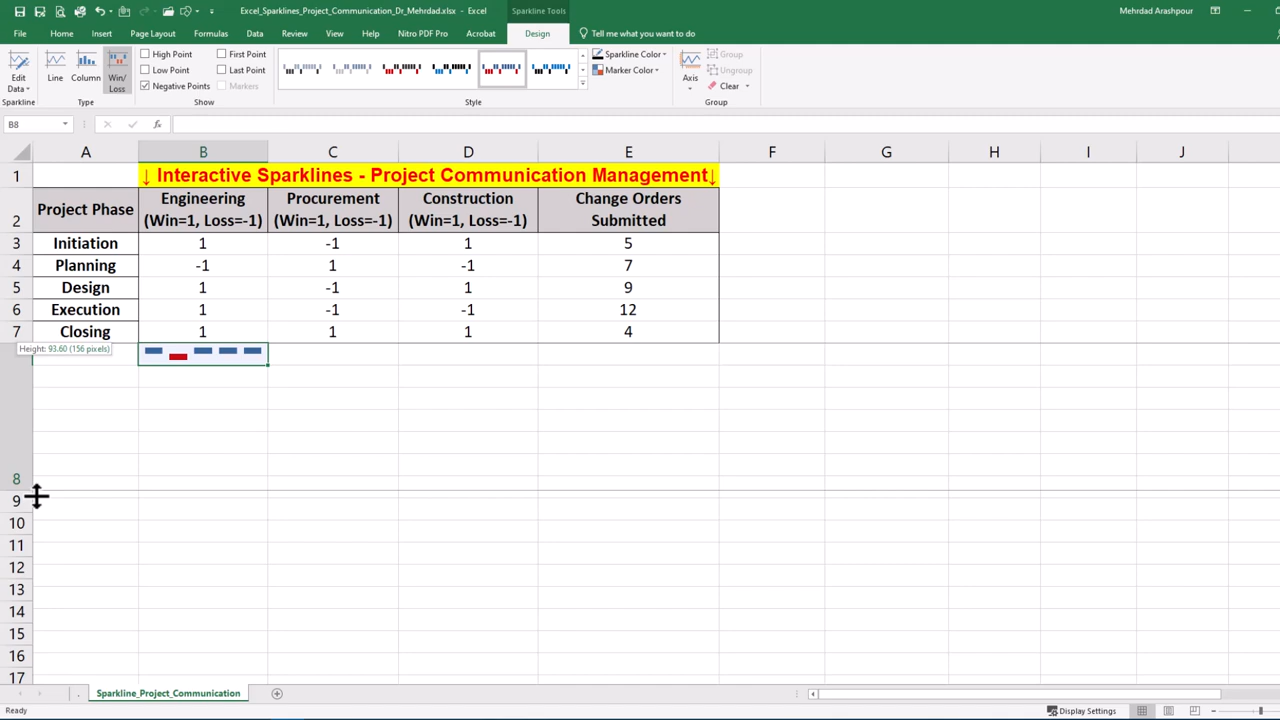 Excel_Sparklines_Project_Communication_Dr_Mehrdad.xlsx - Excel
Sparkline Tools
Mehrdad Arashpour
File Home Insert Page Layout Formulas Data Review View Help Nitro PDF Pro Acrobat Design Tell me what you want to do
Edit Data
Line
Column
Win/Loss
High Point
First Point
Low Point
Last Point
Negative Points
Markers
Sparkline Color
Marker Color
Axis
Group
Ungroup
Clear
Sparkline Type Show Style Group
B8
A B C D E F G H I J
1 ↓ Interactive Sparklines - Project Communication Management↓
2 Project Phase Engineering (Win=1, Loss=-1) Procurement (Win=1, Loss=-1) Construction (Win=1, Loss=-1) Change Orders Submitted
3 Initiation 1 -1 1 5
4 Planning -1 1 -1 7
5 Design 1 -1 1 9
6 Execution 1 -1 -1 12
7 Closing 1 1 1 4
Height: 93.60 (156 pixels)
8
9
10
11
12
13
14
15
16
17
Sparkline_Project_Communication
Ready
Display Settings